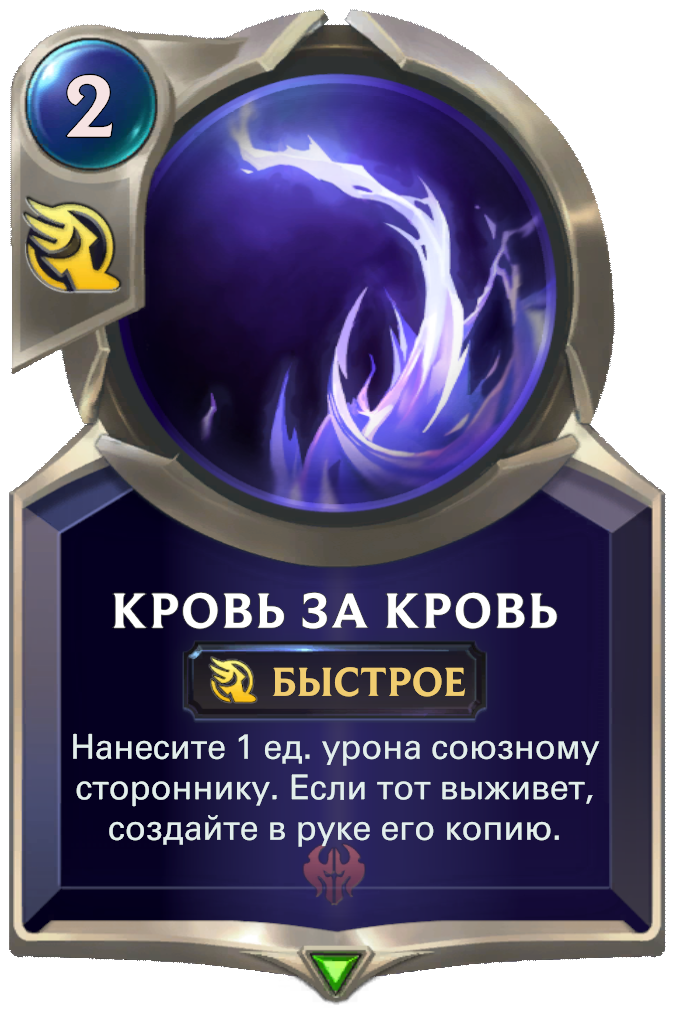 2
КРОВЬ ЗА КРОВЬ
БЫСТРОЕ
Нанесите 1 ед. урона союзному
стороннику. Если тот выживет,
создайте в руке его копию.